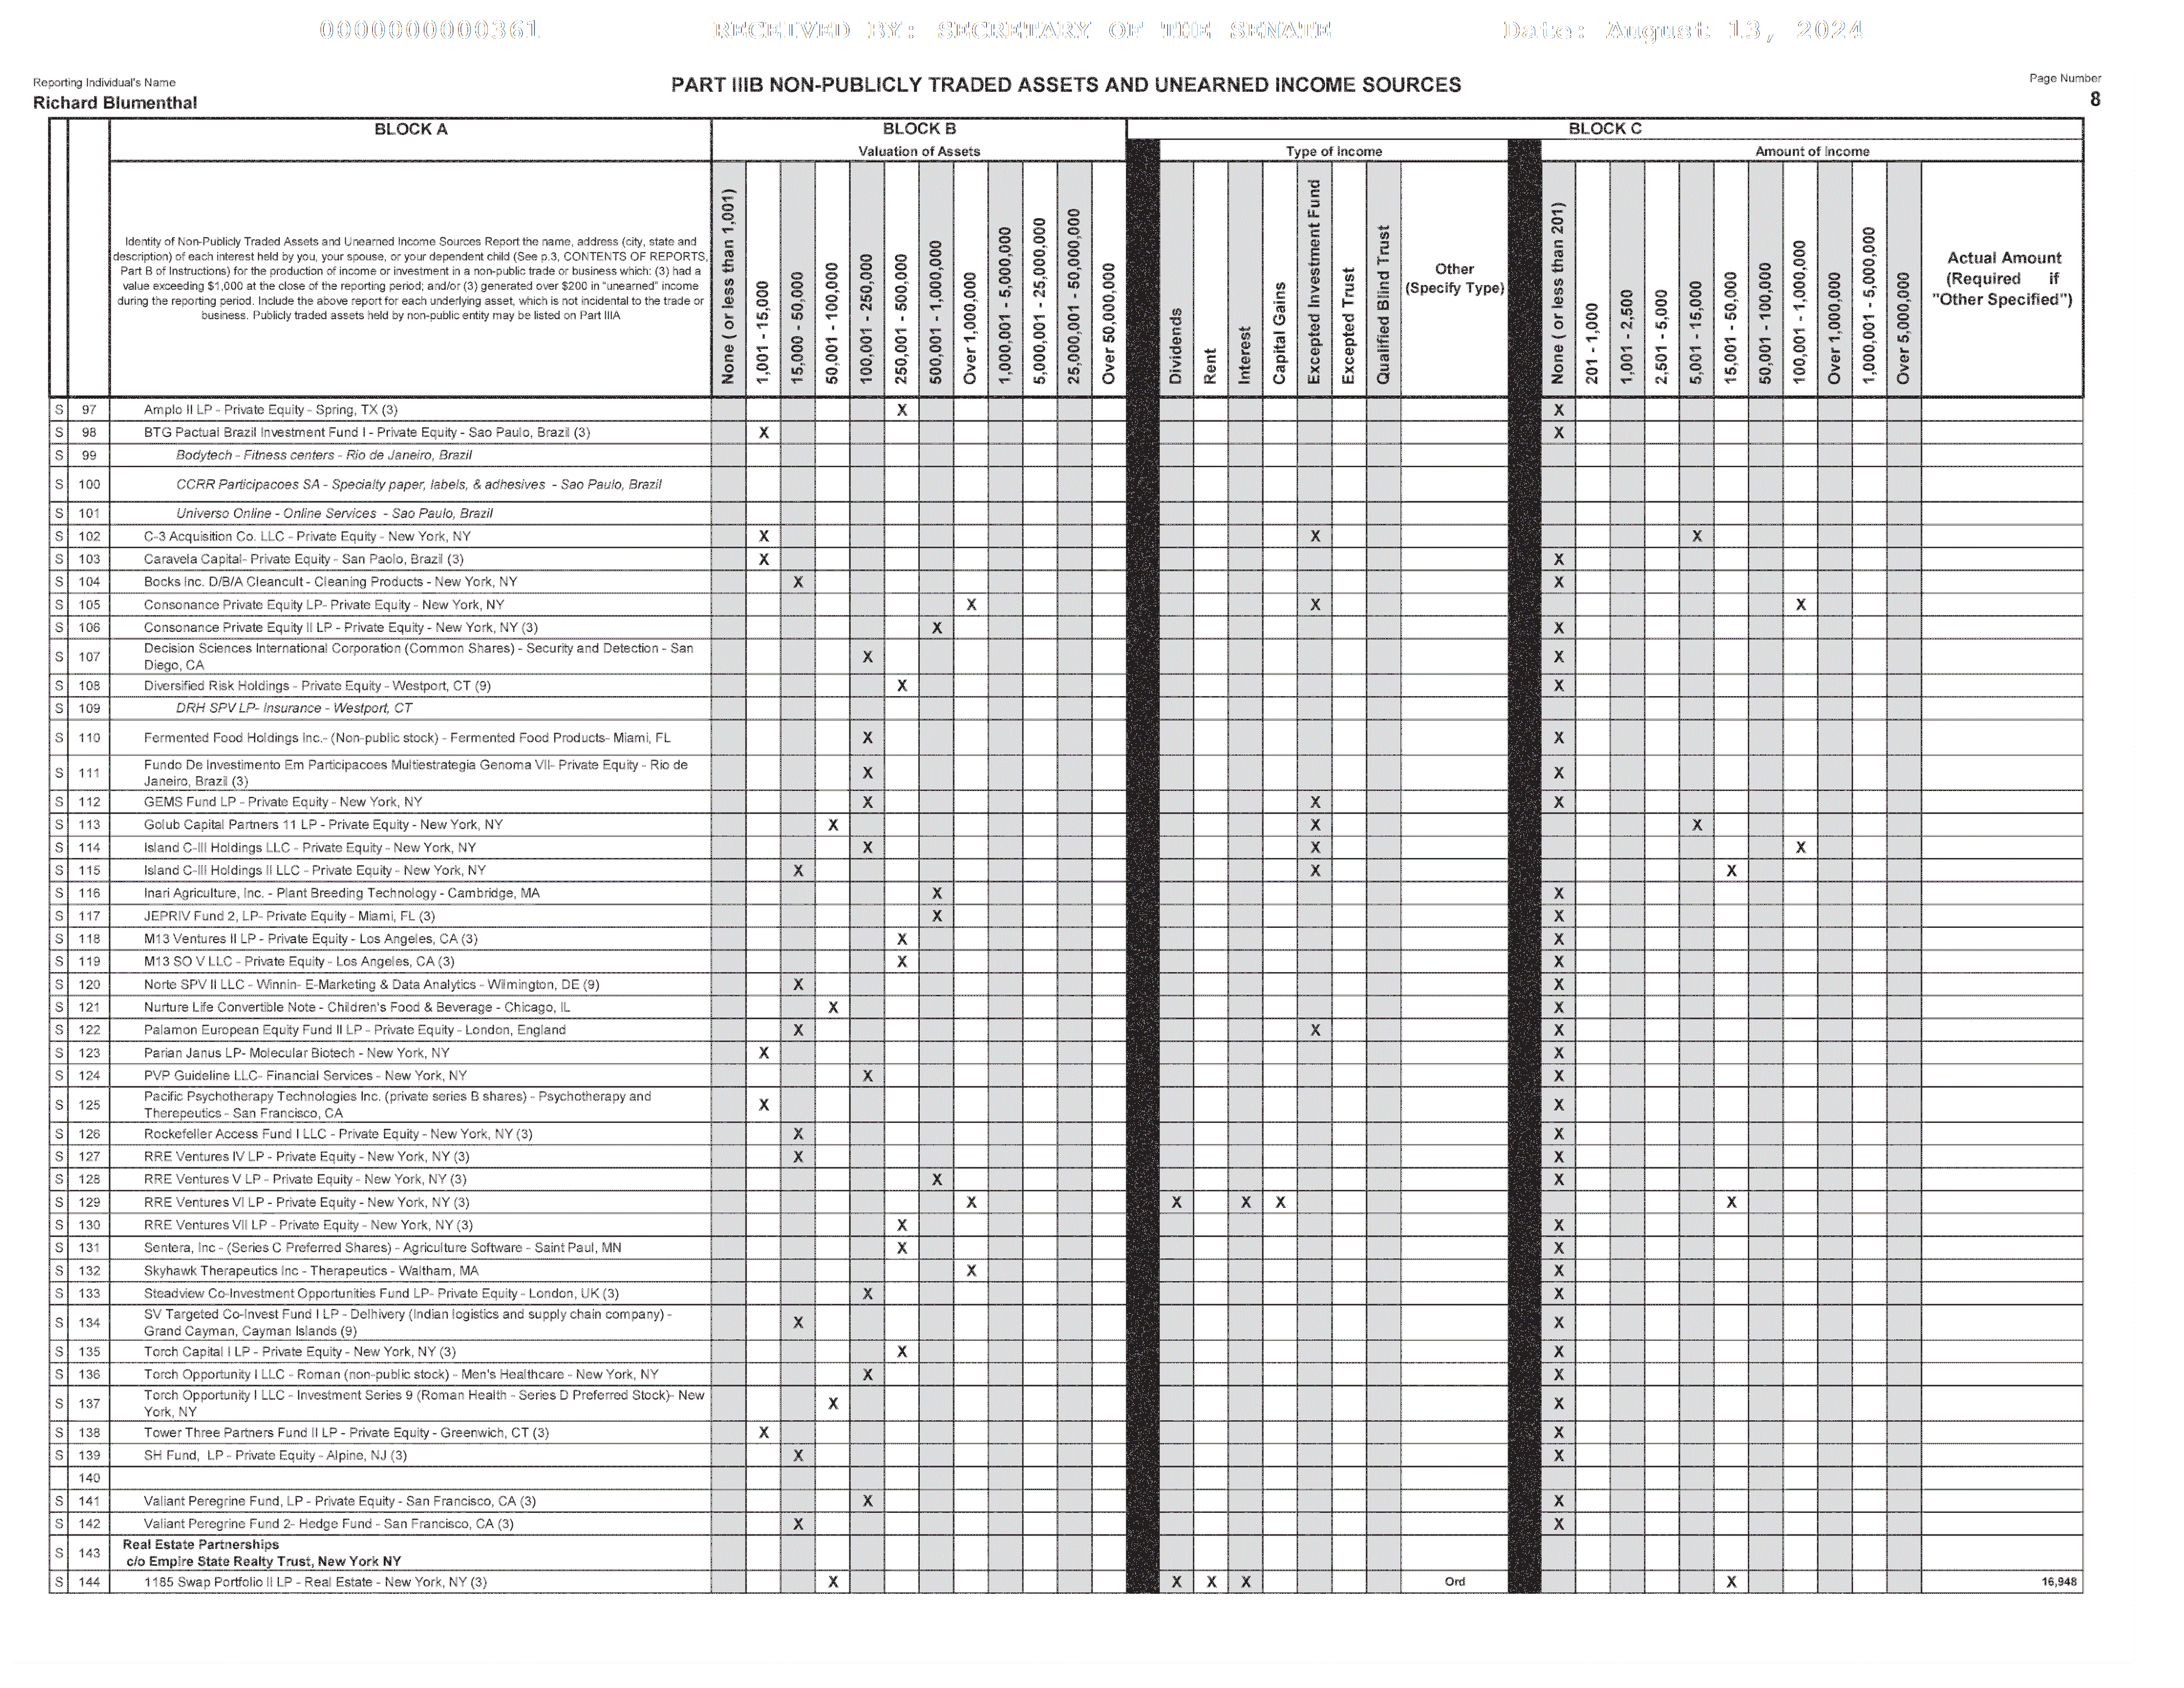 0000000000361 RECEIVED BY: SECRETARY OF THE SENATE Date: August 13, 2024
Reporting Individual's Name
Richard Blumenthal
PART IIIB NON-PUBLICLY TRADED ASSETS AND UNEARNED INCOME SOURCES
Page Number
8
BLOCK A BLOCK B BLOCK C
Valuation of Assets Type of Income Amount of Income
Identity of Non-Publicly Traded Assets and Unearned Income Sources Report the name, address (city, state and
description) of each interest held by you, your spouse, or your dependent child (See p.3, CONTENTS OF REPORTS,
Part B of Instructions) for the production of income or investment in a non-public trade or business which: (3) had a
value exceeding $1,000 at the close of the reporting period; and/or (3) generated over $200 in "unearned" income
during the reporting period. Include the above report for each underlying asset, which is not incidental to the trade or
business. Publicly traded assets held by non-public entity may be listed on Part IIIA
None ( or less than 1,001)
1,001 - 15,000
15,000 - 50,000
50,001 - 100,000
100,001 - 250,000
250,001 - 500,000
500,001 - 1,000,000
Over 1,000,000
1,000,001 - 5,000,000
5,000,001 - 25,000,000
25,000,001 - 50,000,000
Over 50,000,000
Dividends
Rent
Interest
Capital Gains
Excepted Investment Fund
Excepted Trust
Qualified Blind Trust
Other
(Specify Type)
None ( or less than 201)
201 - 1,000
1,001 - 2,500
2,501 - 5,000
5,001 - 15,000
15,001 - 50,000
50,001 - 100,000
100,001 - 1,000,000
Over 1,000,000
1,000,001 - 5,000,000
Over 5,000,000
Actual Amount
(Required if
"Other Specified")
S 97 Amplo II LP - Private Equity - Spring, TX (3) X X
S 98 BTG Pactual Brazil Investment Fund I - Private Equity - Sao Paulo, Brazil (3) X X
S 99 Bodytech - Fitness centers - Rio de Janeiro, Brazil
S 100 CCRR Participacoes SA - Specialty paper, labels, & adhesives - Sao Paulo, Brazil
S 101 Universo Online - Online Services - Sao Paulo, Brazil
S 102 C-3 Acquisition Co. LLC - Private Equity - New York, NY X X X
S 103 Caravela Capital- Private Equity - San Paolo, Brazil (3) X X
S 104 Bocks Inc. D/B/A Cleancult - Cleaning Products - New York, NY X X
S 105 Consonance Private Equity LP- Private Equity - New York, NY X X X
S 106 Consonance Private Equity II LP - Private Equity - New York, NY (3) X X
S 107 Decision Sciences International Corporation (Common Shares) - Security and Detection - San
Diego, CA X X
S 108 Diversified Risk Holdings - Private Equity - Westport, CT (9) X X
S 109 DRH SPV LP- Insurance - Westport, CT
S 110 Fermented Food Holdings Inc.- (Non-public stock) - Fermented Food Products- Miami, FL X X
S 111 Fundo De Investimento Em Participacoes Multiestrategia Genoma VII- Private Equity - Rio de
Janeiro, Brazil (3) X X
S 112 GEMS Fund LP - Private Equity - New York, NY X X X
S 113 Golub Capital Partners 11 LP - Private Equity - New York, NY X X X
S 114 Island C-III Holdings LLC - Private Equity - New York, NY X X X
S 115 Island C-III Holdings II LLC - Private Equity - New York, NY X X X
S 116 Inari Agriculture, Inc. - Plant Breeding Technology - Cambridge, MA X X
S 117 JEPRIV Fund 2, LP- Private Equity - Miami, FL (3) X X
S 118 M13 Ventures II LP - Private Equity - Los Angeles, CA (3) X X
S 119 M13 SO V LLC - Private Equity - Los Angeles, CA (3) X X
S 120 Norte SPV II LLC - Winnin- E-Marketing & Data Analytics - Wilmington, DE (9) X X
S 121 Nurture Life Convertible Note - Children's Food & Beverage - Chicago, IL X X
S 122 Palamon European Equity Fund II LP - Private Equity - London, England X X X
S 123 Parian Janus LP- Molecular Biotech - New York, NY X X
S 124 PVP Guideline LLC- Financial Services - New York, NY X X
S 125 Pacific Psychotherapy Technologies Inc. (private series B shares) - Psychotherapy and
Therepeutics - San Francisco, CA X X
S 126 Rockefeller Access Fund I LLC - Private Equity - New York, NY (3) X X
S 127 RRE Ventures IV LP - Private Equity - New York, NY (3) X X
S 128 RRE Ventures V LP - Private Equity - New York, NY (3) X X
S 129 RRE Ventures VI LP - Private Equity - New York, NY (3) X X X X X
S 130 RRE Ventures VII LP - Private Equity - New York, NY (3) X X
S 131 Sentera, Inc - (Series C Preferred Shares) - Agriculture Software - Saint Paul, MN X X
S 132 Skyhawk Therapeutics Inc - Therapeutics - Waltham, MA X X
S 133 Steadview Co-Investment Opportunities Fund LP- Private Equity - London, UK (3) X X
S 134 SV Targeted Co-Invest Fund I LP - Delhivery (Indian logistics and supply chain company) -
Grand Cayman, Cayman Islands (9) X X
S 135 Torch Capital I LP - Private Equity - New York, NY (3) X X
S 136 Torch Opportunity I LLC - Roman (non-public stock) - Men's Healthcare - New York, NY X X
S 137 Torch Opportunity I LLC - Investment Series 9 (Roman Health - Series D Preferred Stock)- New
York, NY X X
S 138 Tower Three Partners Fund II LP - Private Equity - Greenwich, CT (3) X X
S 139 SH Fund, LP - Private Equity - Alpine, NJ (3) X X
140
S 141 Valiant Peregrine Fund, LP - Private Equity - San Francisco, CA (3) X X
S 142 Valiant Peregrine Fund 2- Hedge Fund - San Francisco, CA (3) X X
S 143 Real Estate Partnerships
c/o Empire State Realty Trust, New York NY
S 144 1185 Swap Portfolio II LP - Real Estate - New York, NY (3) X X X X Ord X 16,948